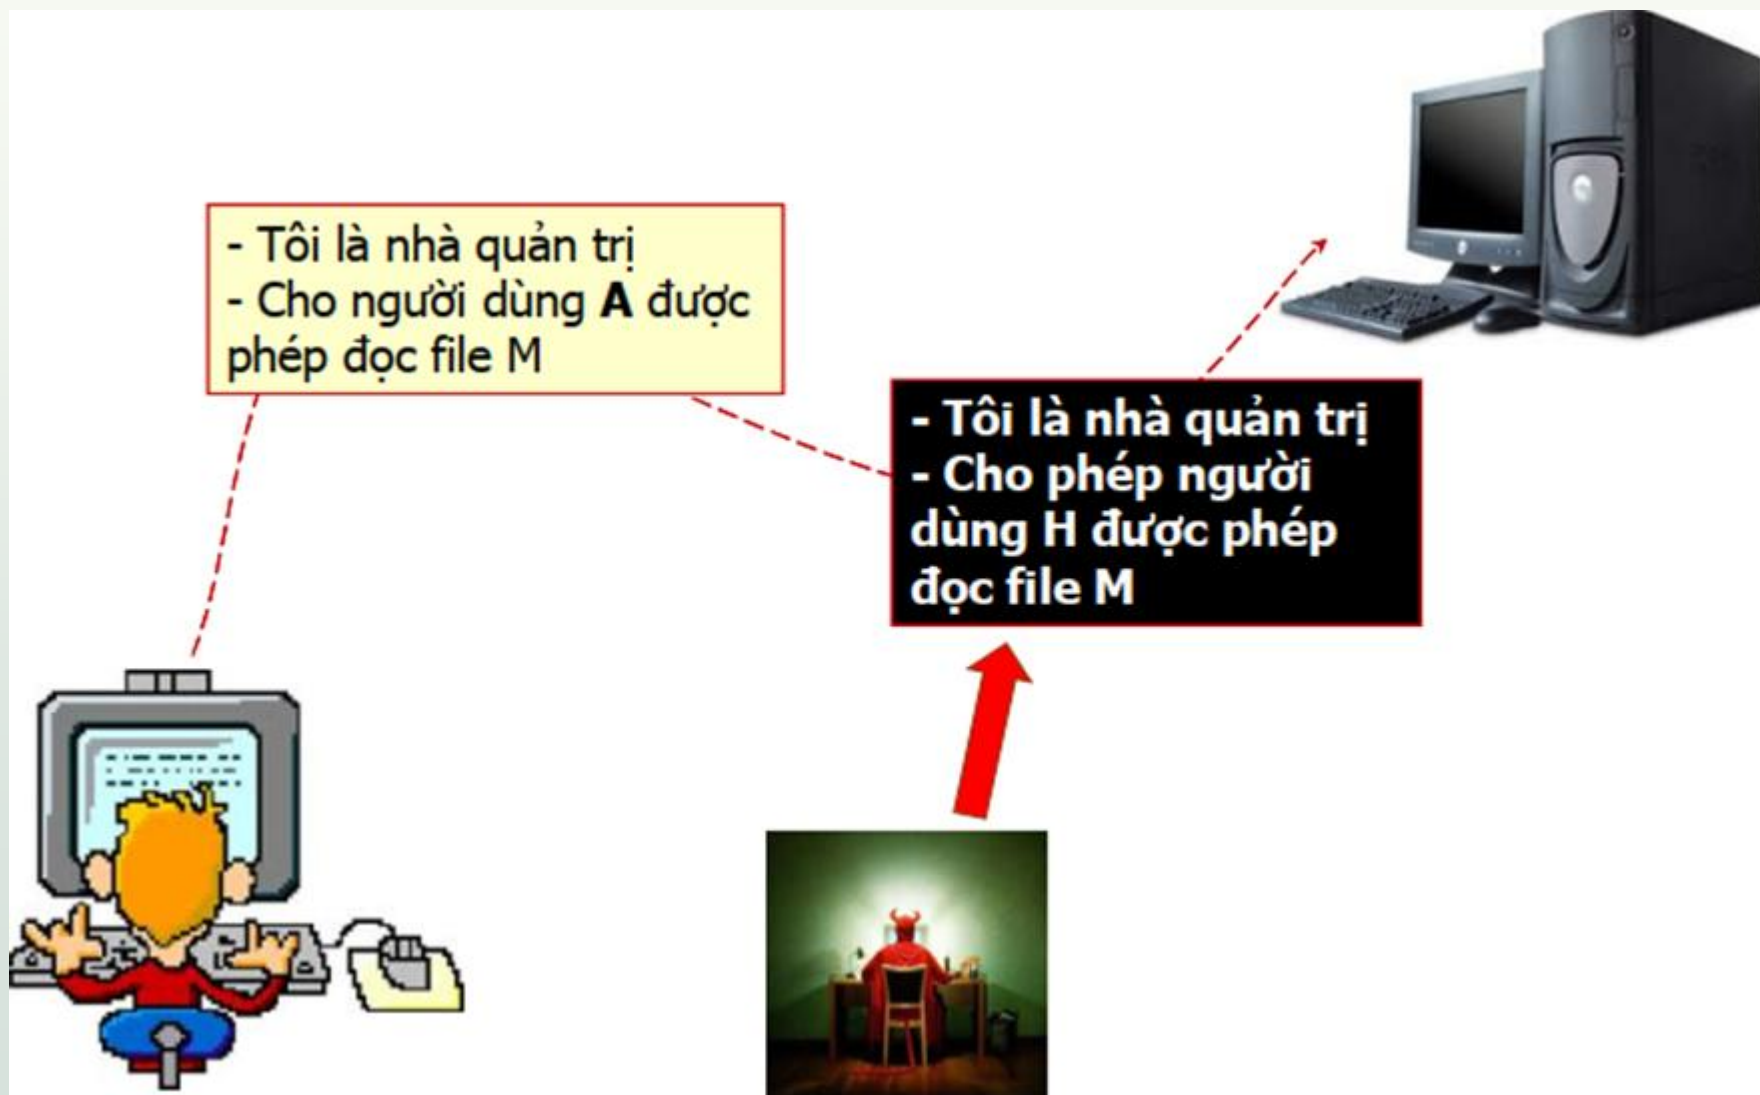 - Tôi là nhà quản trị
- Cho người dùng A được
phép đọc file M
- Tôi là nhà quản trị
- Cho phép người
dùng H được phép
đọc file M